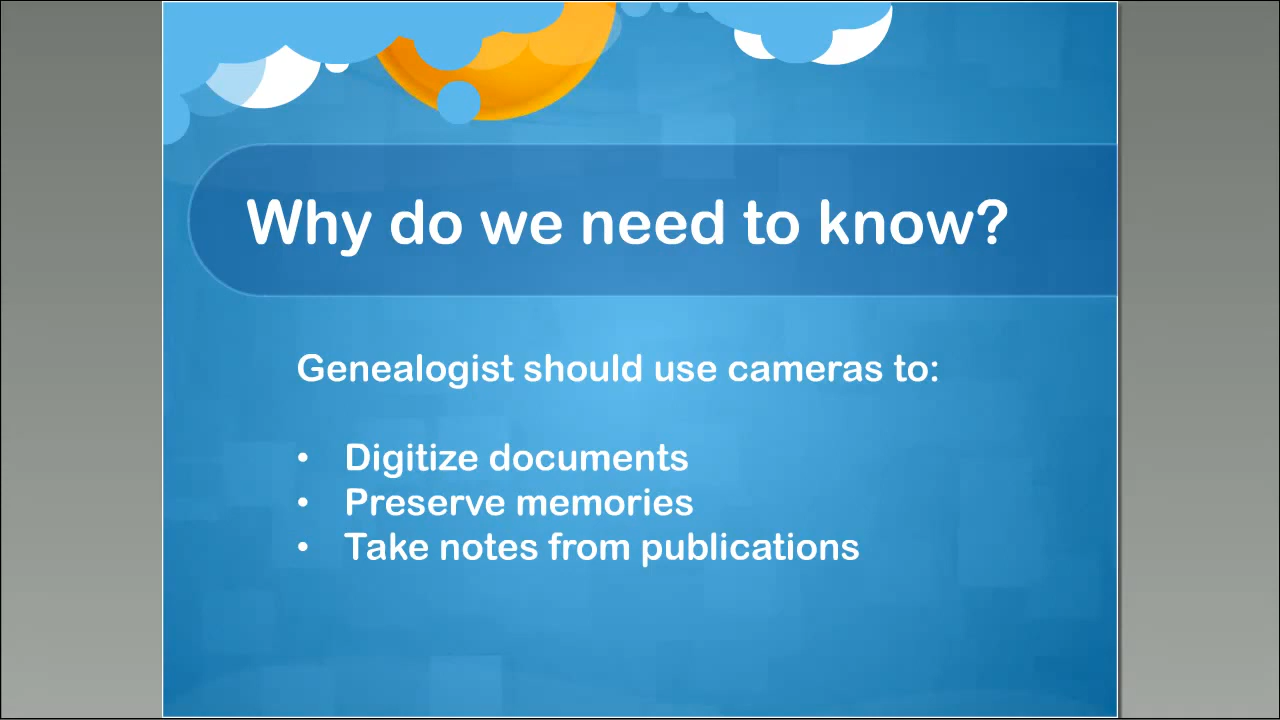 Why do we need to know?
Genealogist should use cameras to:
• Digitize documents
• Preserve memories
• Take notes from publications